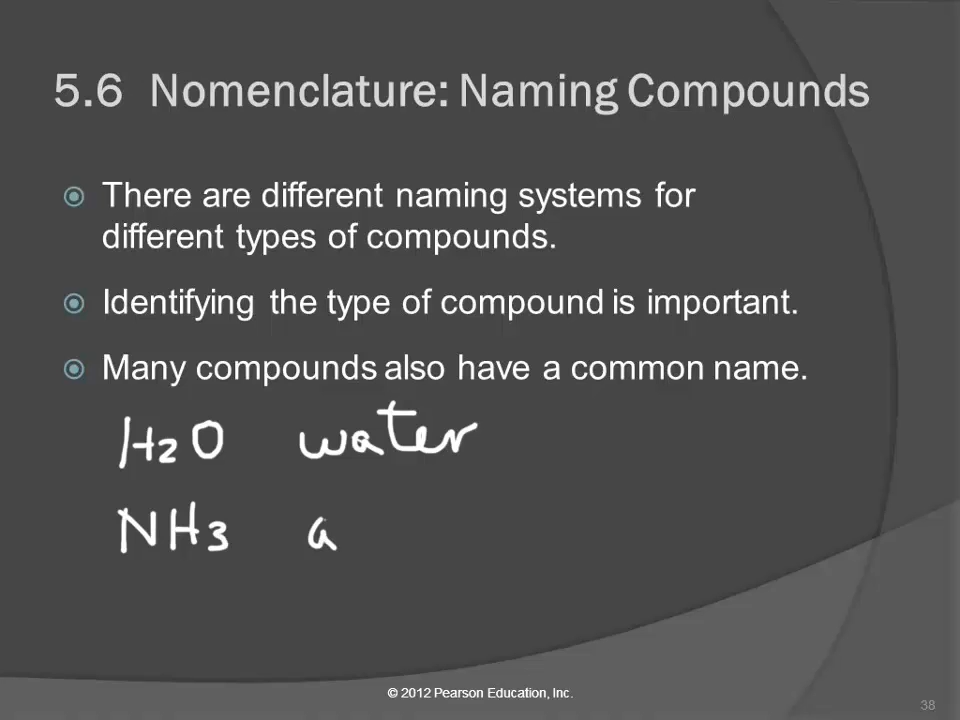 5.6 Nomenclature: Naming Compounds
There are different naming systems for
different types of compounds.
Identifying the type of compound is important.
Many compounds also have a common name.
H2O water
NH3 a
© 2012 Pearson Education, Inc.
38